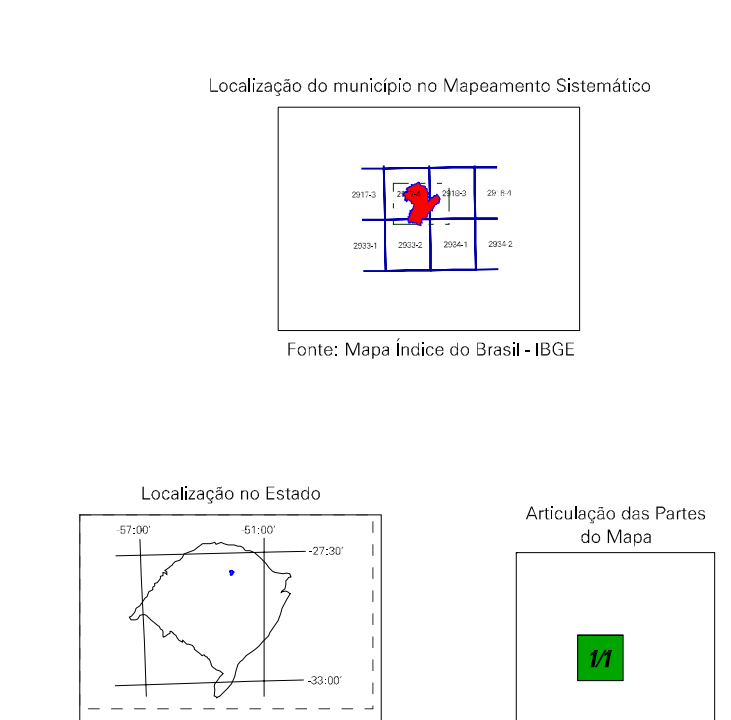 Localização do município no Mapeamento Sistemático
2917-3 2918-3 2918-4
2933-1 2933-2 2934-1 2934-2
Fonte: Mapa Índice do Brasil - IBGE
Localização no Estado
-57:00' -51:00'
-27:30'
-33:00'
Articulação das Partes
do Mapa
1/1